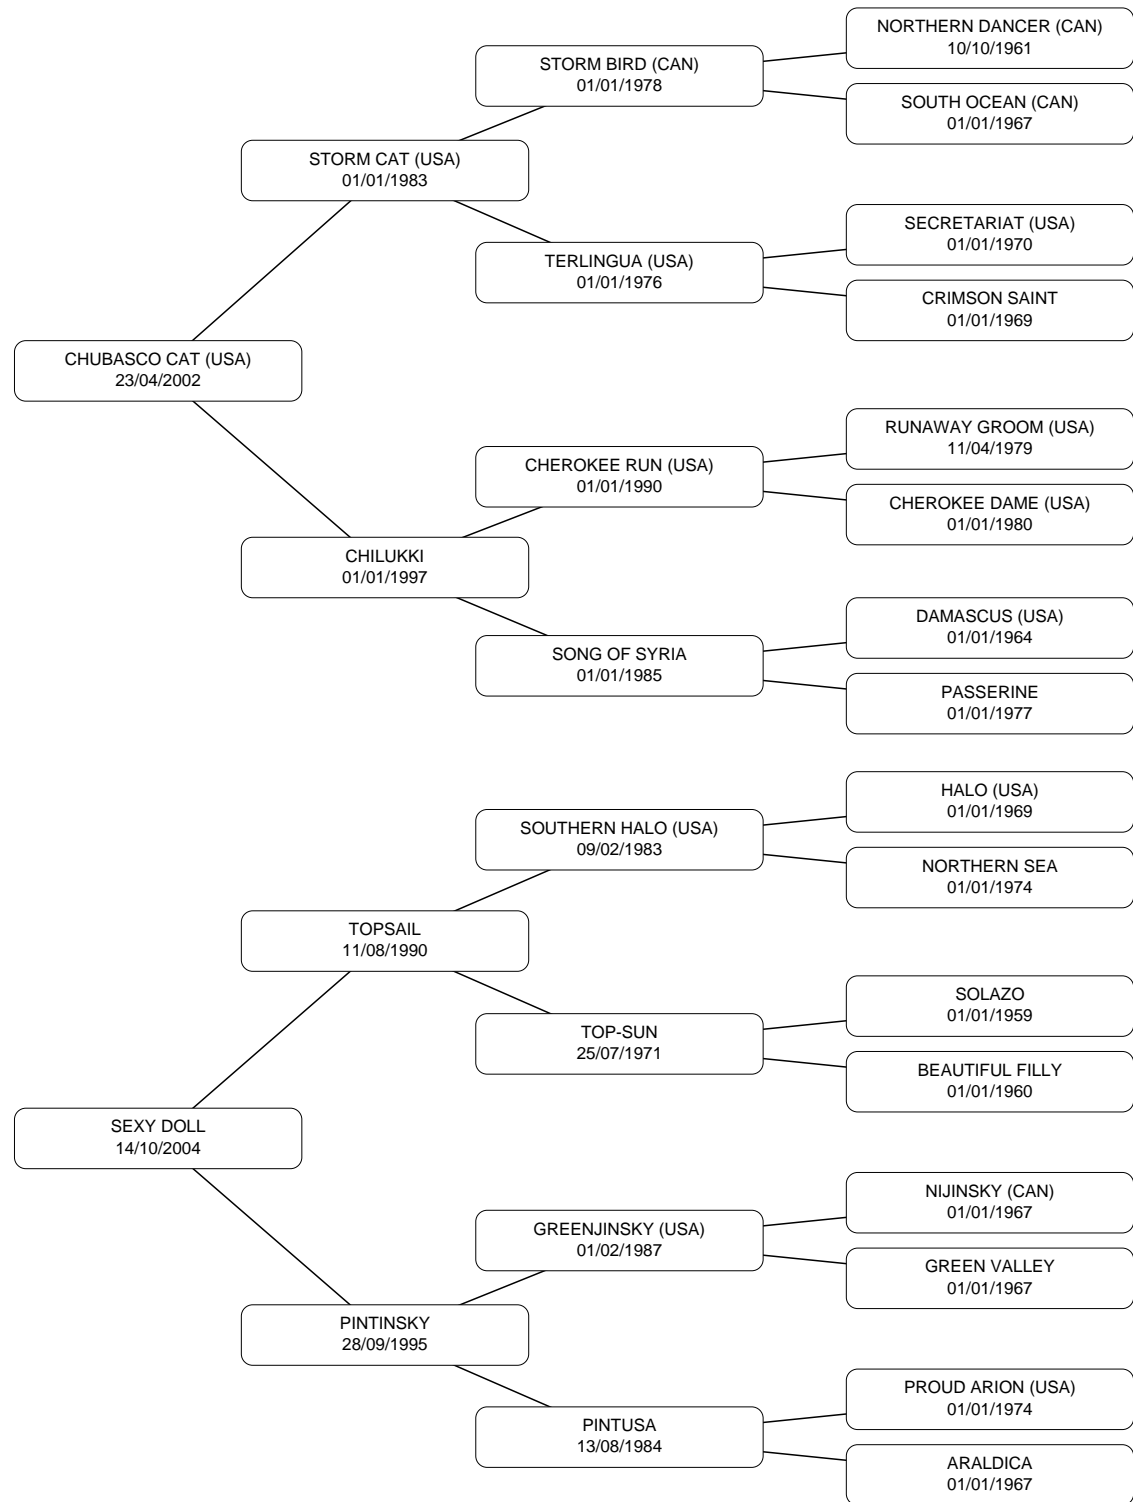 NORTHERN DANCER (CAN)
10/10/1961
STORM BIRD (CAN)
01/01/1978
SOUTH OCEAN (CAN)
01/01/1967
STORM CAT (USA)
01/01/1983
SECRETARIAT (USA)
01/01/1970
TERLINGUA (USA)
01/01/1976
CRIMSON SAINT
01/01/1969
CHUBASCO CAT (USA)
23/04/2002
RUNAWAY GROOM (USA)
11/04/1979
CHEROKEE RUN (USA)
01/01/1990
CHEROKEE DAME (USA)
01/01/1980
CHILUKKI
01/01/1997
DAMASCUS (USA)
01/01/1964
SONG OF SYRIA
01/01/1985
PASSERINE
01/01/1977
HALO (USA)
01/01/1969
SOUTHERN HALO (USA)
09/02/1983
NORTHERN SEA
01/01/1974
TOPSAIL
11/08/1990
SOLAZO
01/01/1959
TOP-SUN
25/07/1971
BEAUTIFUL FILLY
01/01/1960
SEXY DOLL
14/10/2004
NIJINSKY (CAN)
01/01/1967
GREENJINSKY (USA)
01/02/1987
GREEN VALLEY
01/01/1967
PINTINSKY
28/09/1995
PROUD ARION (USA)
01/01/1974
PINTUSA
13/08/1984
ARALDICA
01/01/1967